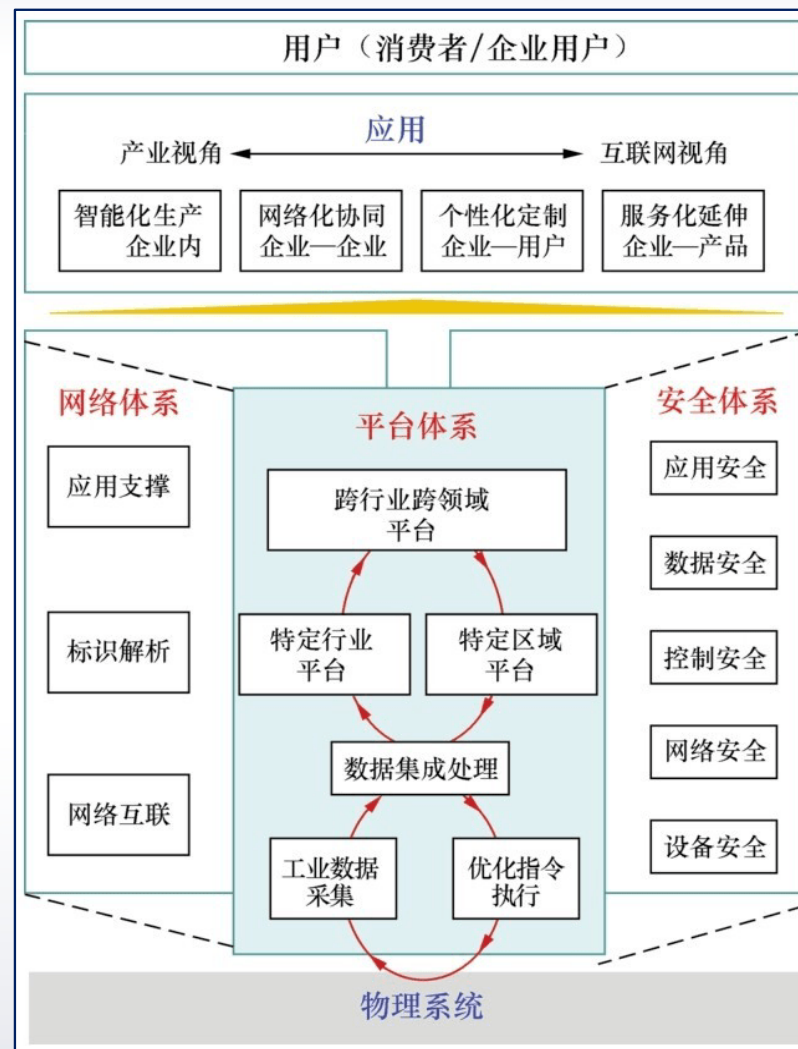 用户（消费者/企业用户）
应用
产业视角
互联网视角
智能化生产
企业内
网络化协同
企业—企业
个性化定制
企业—用户
服务化延伸
企业—产品
网络体系
应用支撑
标识解析
网络互联
平台体系
跨行业跨领域
平台
特定行业
平台
特定区域
平台
数据集成处理
工业数据
采集
优化指令
执行
安全体系
应用安全
数据安全
控制安全
网络安全
设备安全
物理系统